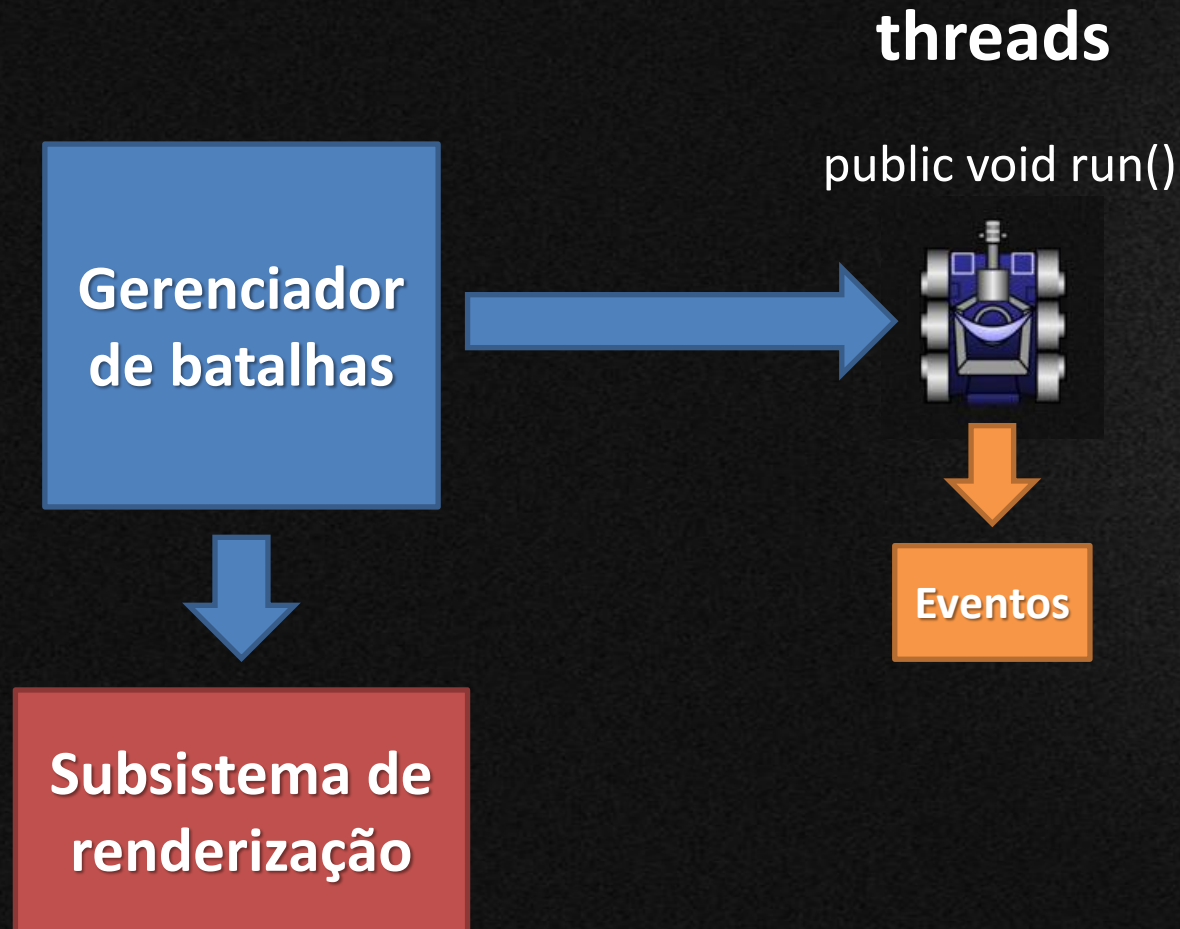 threads
public void run()
Gerenciador
de batalhas
Eventos
Subsistema de
renderização